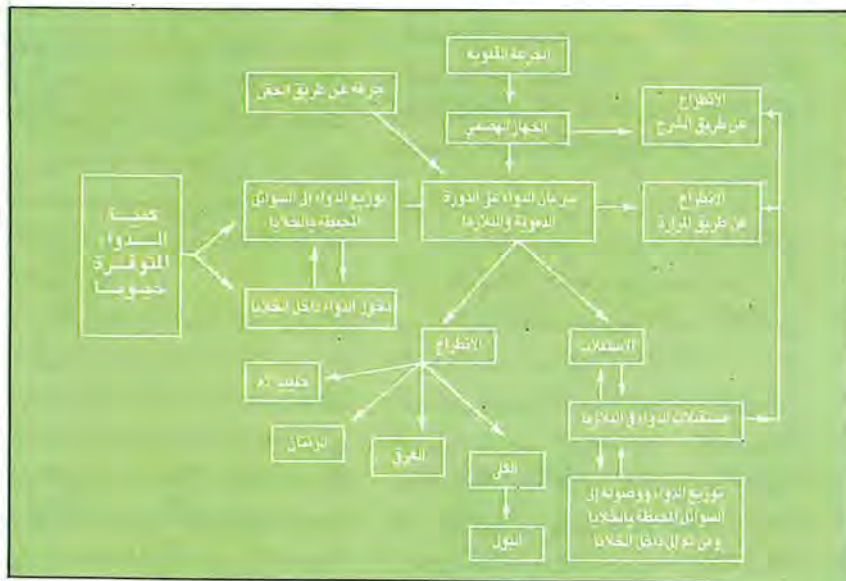 الجرعة الفموية
جرعة عن طريق الحقن
الجهاز الهضمي
الانطراح
عن طريق الشرج
كمية
الدواء
المتوفرة
حيويا
توزيع الدواء إلى السوائل
المحيطة بالخلايا
سريان الدواء عن الدورة
الدموية والبلازما
الانطراح
عن طريق المرارة
دخول الدواء داخل الخلايا
الانطراح
الاستقلاب
حليب الأم
مستقلبات الدواء في البلازما
الرئتان
العرق
الكلى
توزيع الدواء ووصوله إلى
السوائل المحيطة بالخلايا
ومن ثم إلى داخل الخلايا
البول